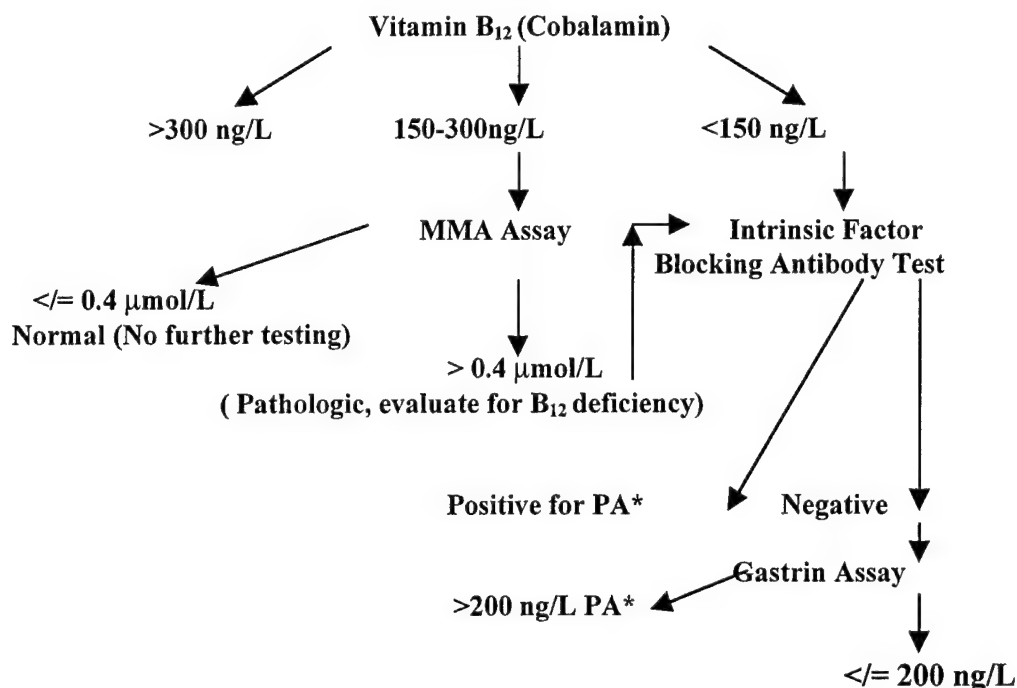 Vitamin B₁₂ (Cobalamin)
>300 ng/L
150-300ng/L
<150 ng/L
MMA Assay
Intrinsic Factor
Blocking Antibody Test
</= 0.4 μmol/L
Normal (No further testing)
> 0.4 μmol/L
( Pathologic, evaluate for B₁₂ deficiency)
Positive for PA*
Negative
Gastrin Assay
>200 ng/L PA*
</= 200 ng/L